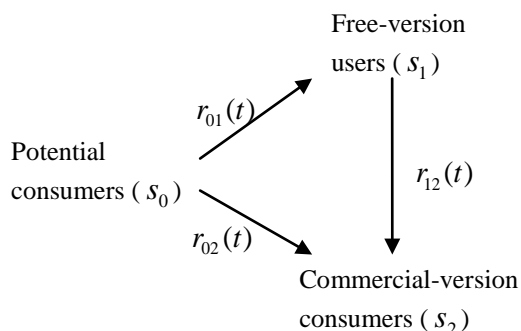 Free-version
users ( s₁ )
r₀₁(t)
Potential
consumers ( s₀ )
r₁₂(t)
r₀₂(t)
Commercial-version
consumers ( s₂ )